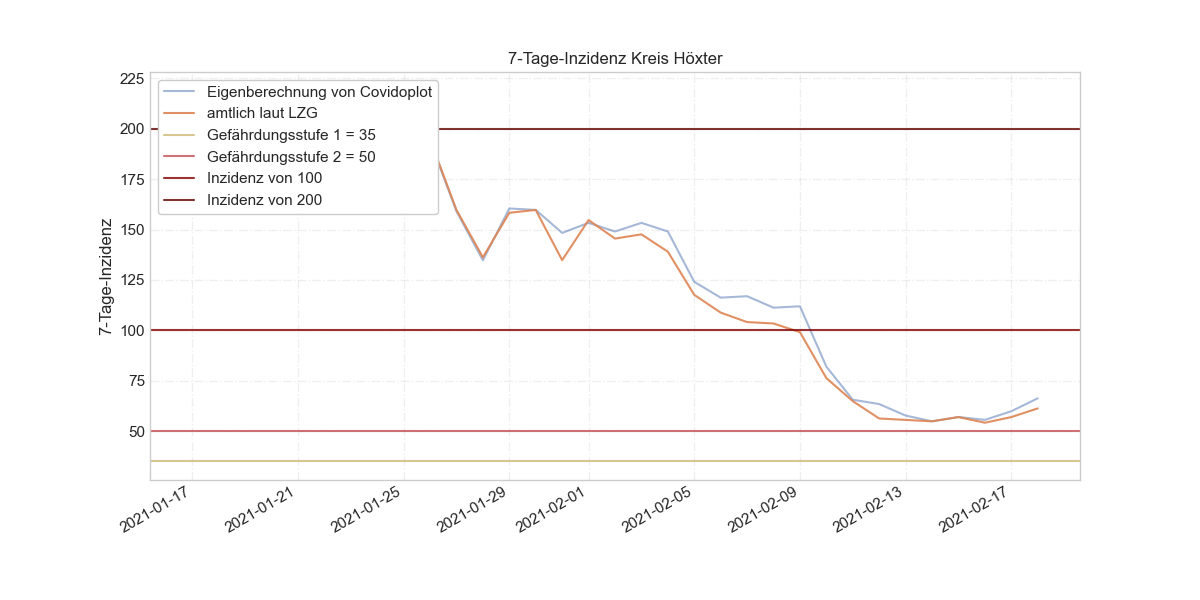 7-Tage-Inzidenz Kreis Höxter
7-Tage-Inzidenz
225
200
175
150
125
100
75
50
Eigenberechnung von Covidoplot
amtlich laut LZG
Gefährdungsstufe 1 = 35
Gefährdungsstufe 2 = 50
Inzidenz von 100
Inzidenz von 200
2021-01-17
2021-01-21
2021-01-25
2021-01-29
2021-02-01
2021-02-05
2021-02-09
2021-02-13
2021-02-17